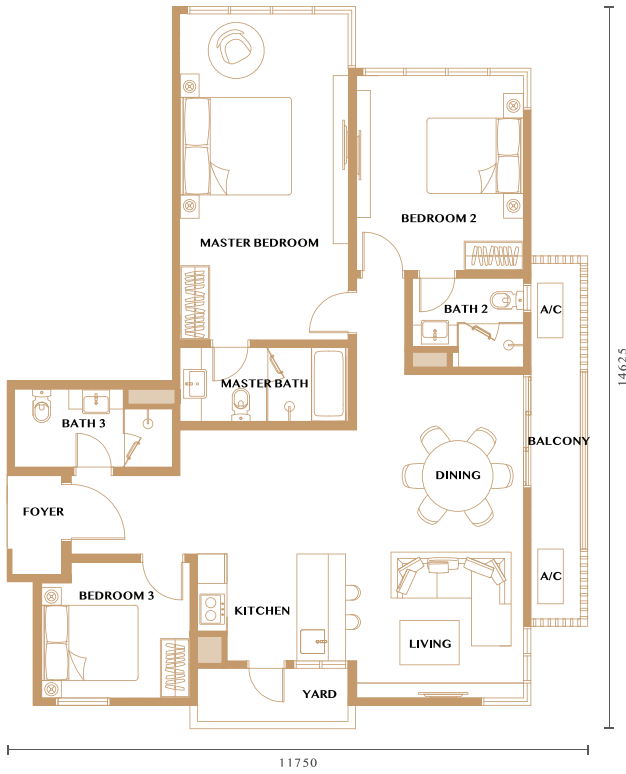 MASTER BEDROOM
BEDROOM 2
BATH 2
A/C
14625
MASTER BATH
BATH 3
BALCONY
DINING
FOYER
A/C
BEDROOM 3
KITCHEN
LIVING
YARD
11750